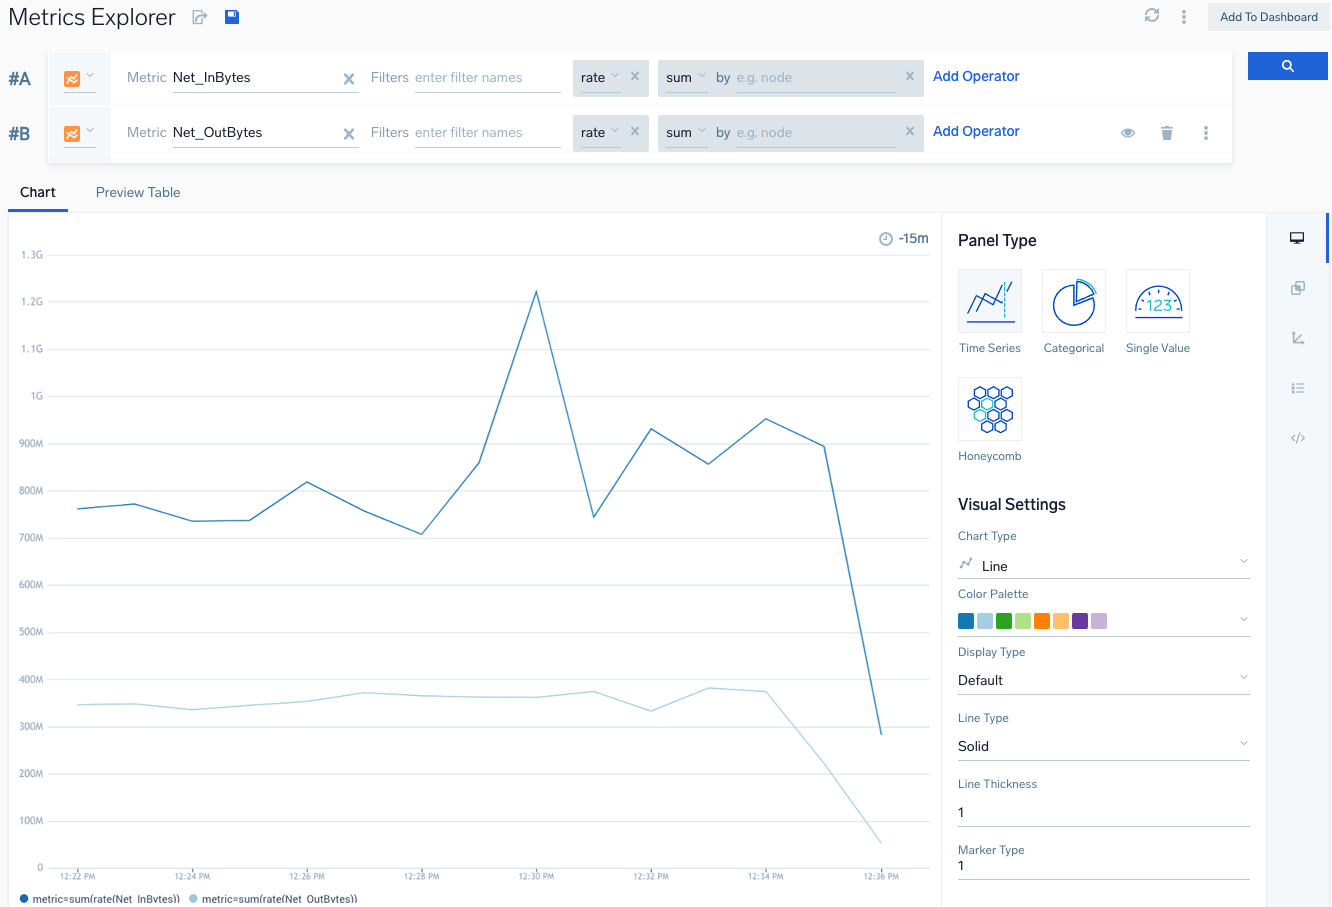 Metrics Explorer
Add To Dashboard
#A Metric Net_InBytes Filters enter filter names rate sum by e.g. node Add Operator
#B Metric Net_OutBytes Filters enter filter names rate sum by e.g. node Add Operator
Chart Preview Table
-15m
1.3G
1.2G
1.1G
1G
900M
800M
700M
600M
500M
400M
300M
200M
100M
0
12:22 PM 12:24 PM 12:26 PM 12:28 PM 12:30 PM 12:32 PM 12:34 PM 12:36 PM
metric=sum(rate(Net_InBytes)) metric=sum(rate(Net_OutBytes))
Panel Type
123
Time Series Categorical Single Value
Honeycomb
Visual Settings
Chart Type
Line
Color Palette
Display Type
Default
Line Type
Solid
Line Thickness
1
Marker Type
1